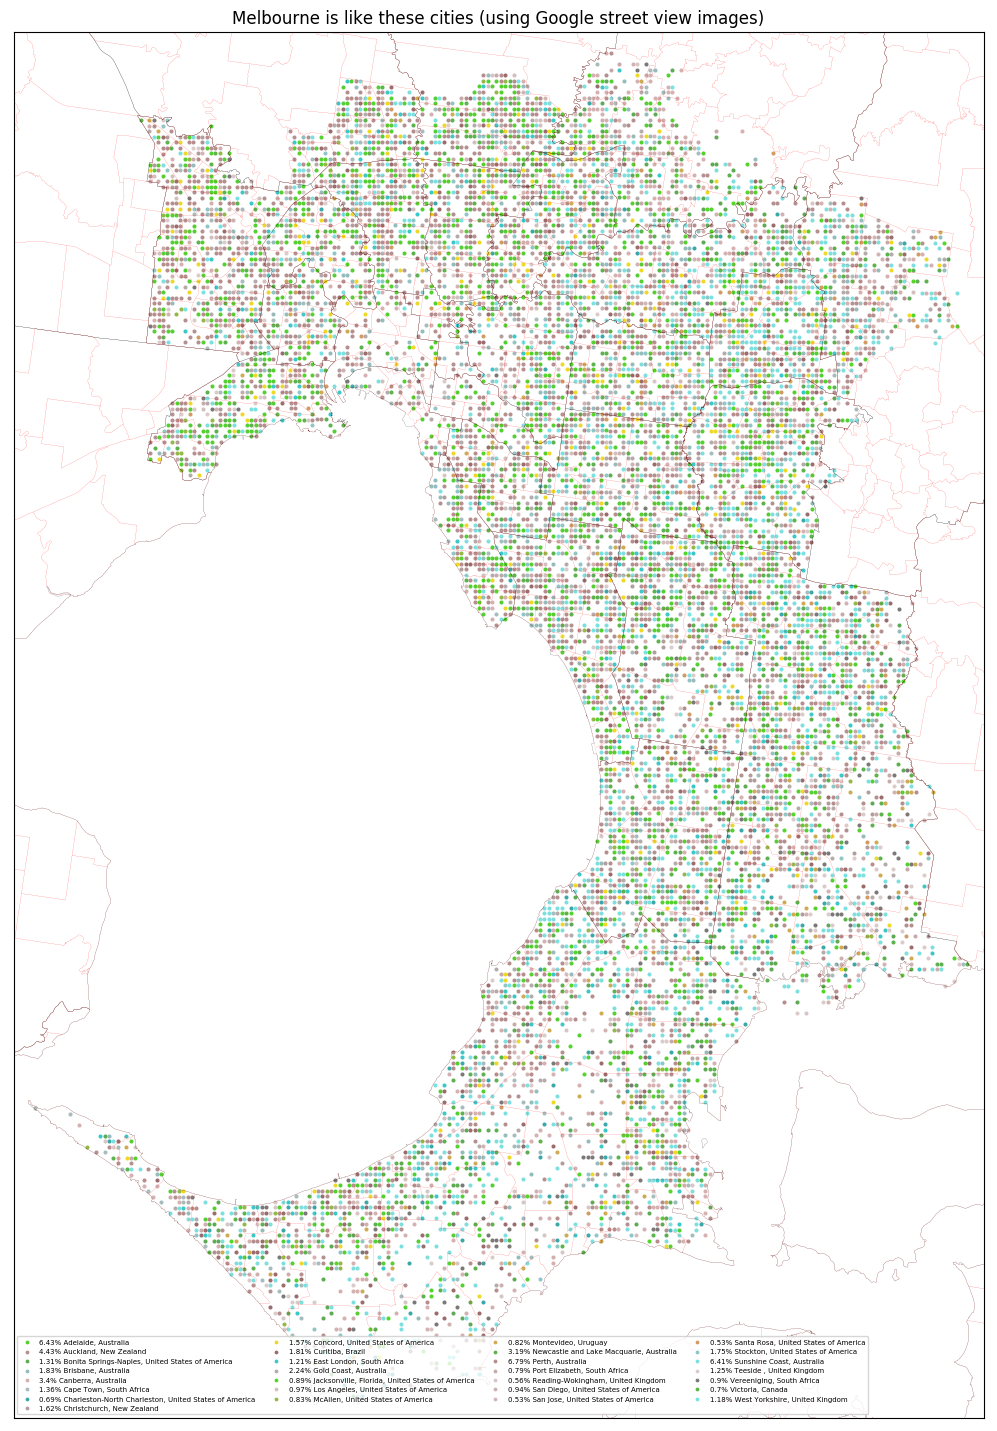 Melbourne is like these cities (using Google street view images)
6.43% Adelaide, Australia
4.43% Auckland, New Zealand
1.31% Bonita Springs-Naples, United States of America
1.83% Brisbane, Australia
3.4% Canberra, Australia
1.36% Cape Town, South Africa
0.69% Charleston-North Charleston, United States of America
1.62% Christchurch, New Zealand
1.57% Concord, United States of America
1.81% Curitiba, Brazil
1.21% East London, South Africa
2.24% Gold Coast, Australia
0.89% Jacksonville, Florida, United States of America
0.97% Los Angeles, United States of America
0.83% McAllen, United States of America
0.82% Montevideo, Uruguay
3.19% Newcastle and Lake Macquarie, Australia
6.79% Perth, Australia
0.79% Port Elizabeth, South Africa
0.56% Reading-Wokingham, United Kingdom
0.94% San Diego, United States of America
0.53% San Jose, United States of America
0.53% Santa Rosa, United States of America
1.75% Stockton, United States of America
6.41% Sunshine Coast, Australia
1.25% Teeside , United Kingdom
0.9% Vereeniging, South Africa
0.7% Victoria, Canada
1.18% West Yorkshire, United Kingdom